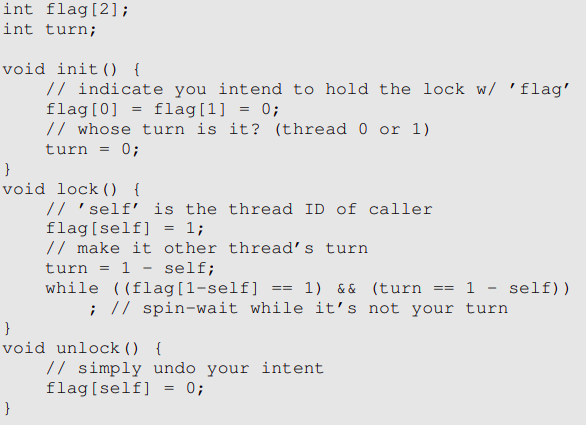 int flag[2];
int turn;
void init() {
// indicate you intend to hold the lock w/ ’flag’
flag[0] = flag[1] = 0;
// whose turn is it? (thread 0 or 1)
turn = 0;
}
void lock() {
// ’self’ is the thread ID of caller
flag[self] = 1;
// make it other thread’s turn
turn = 1 - self;
while ((flag[1-self] == 1) && (turn == 1 - self))
; // spin-wait while it’s not your turn
}
void unlock() {
// simply undo your intent
flag[self] = 0;
}